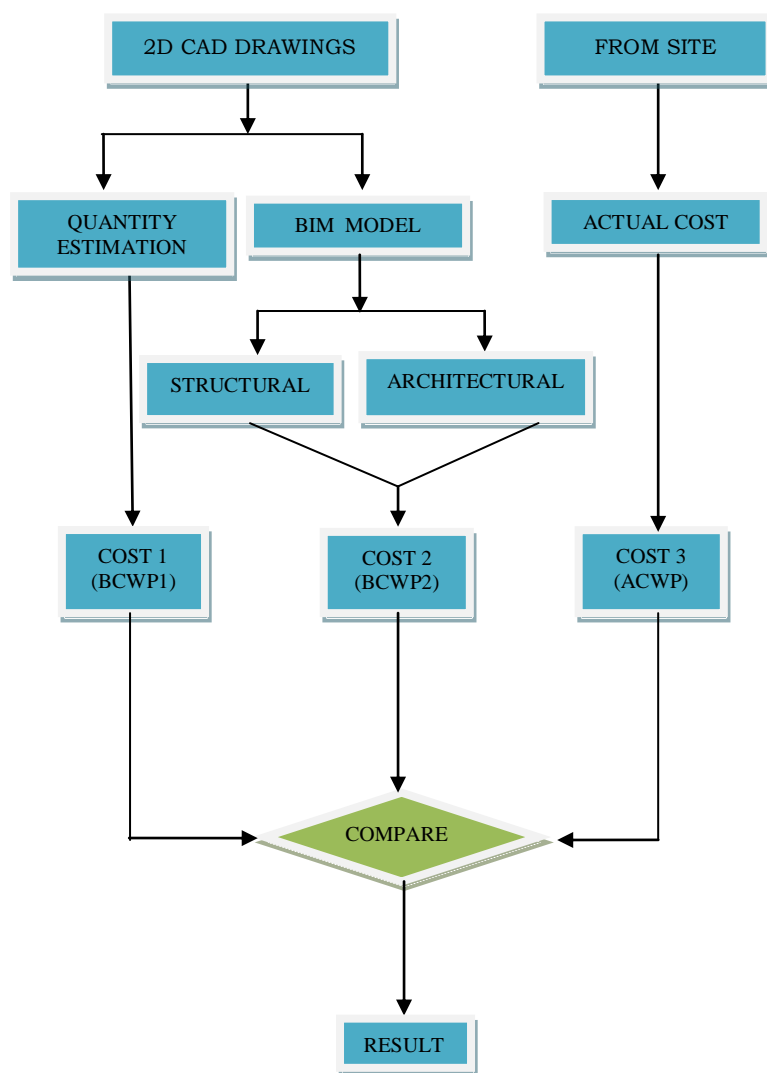 2D CAD DRAWINGS
FROM SITE
QUANTITY
ESTIMATION
BIM MODEL
ACTUAL COST
STRUCTURAL
ARCHITECTURAL
COST 1
(BCWP1)
COST 2
(BCWP2)
COST 3
(ACWP)
COMPARE
RESULT